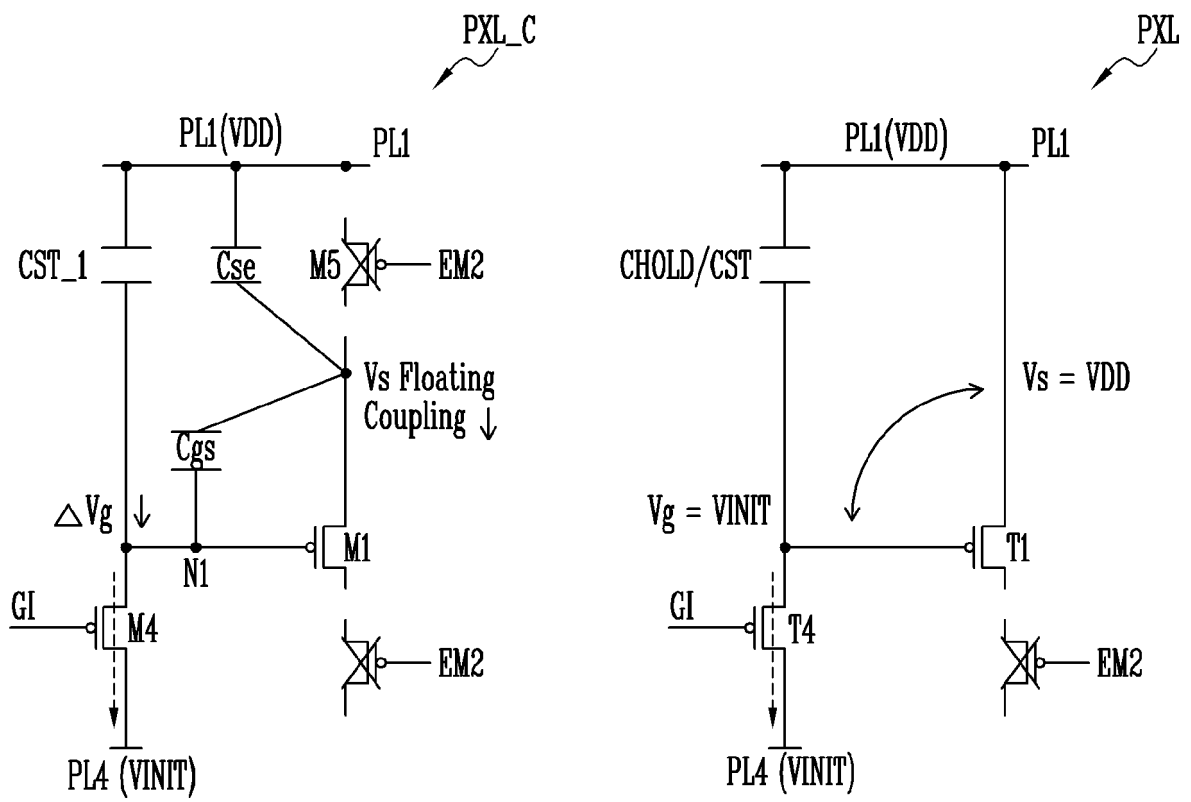 PXL_C
PL1(VDD)
PL1
CST_1
Cse
M5
EM2
Vs Floating
Coupling ↓
Cgs
△Vg ↓
N1
M1
GI
M4
EM2
PL4 (VINIT)
PXL
PL1(VDD)
PL1
CHOLD/CST
Vs = VDD
Vg = VINIT
T1
GI
T4
EM2
PL4 (VINIT)